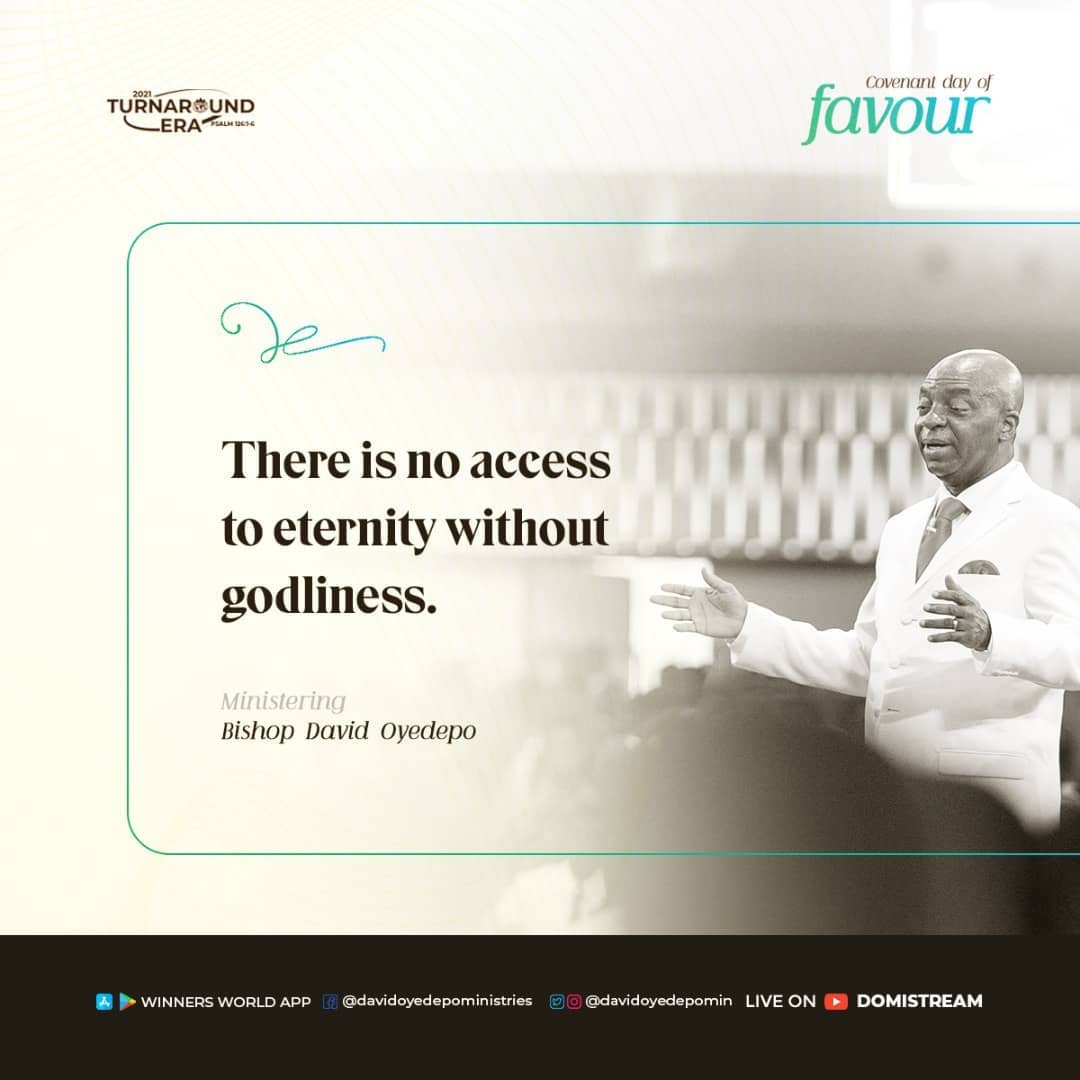 2021
TURNAROUND
ERA PSALM 126:1-6
Covenant day of
favour
There is no access
to eternity without
godliness.
Ministering
Bishop David Oyedepo
WINNERS WORLD APP @davidoyedepoministries @davidoyedepomin LIVE ON DOMISTREAM